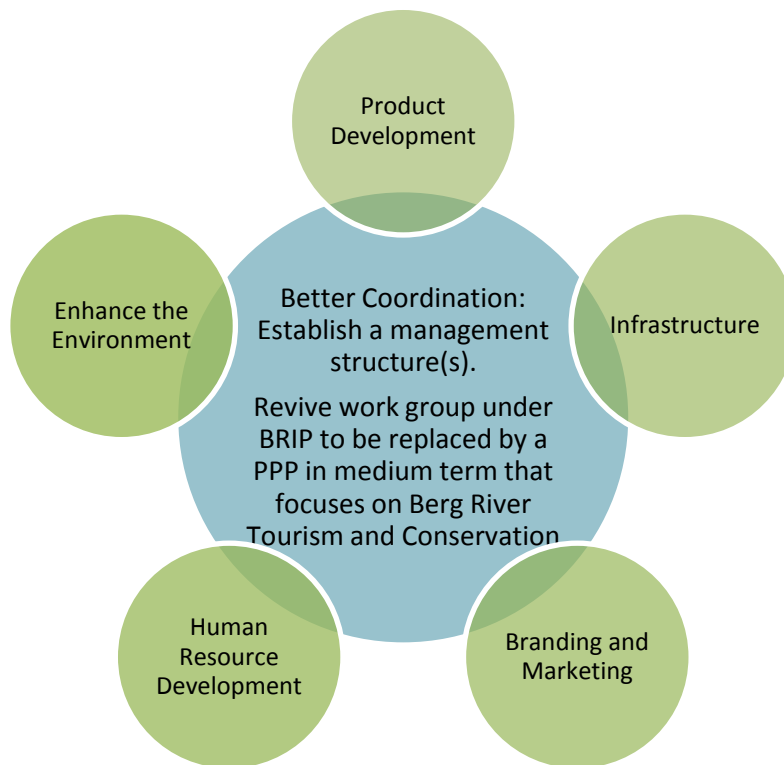 Product
Development
Enhance the
Environment
Better Coordination:
Establish a management
structure(s).
Revive work group under
BRIP to be replaced by a
PPP in medium term that
focuses on Berg River
Tourism and Conservation
Infrastructure
Human
Resource
Development
Branding and
Marketing